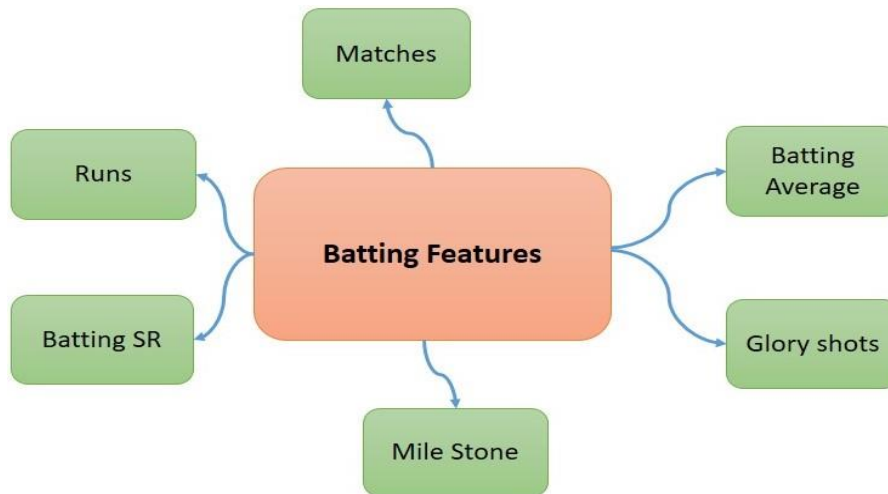 Matches
Runs
Batting
Average
Batting Features
Batting SR
Glory shots
Mile Stone